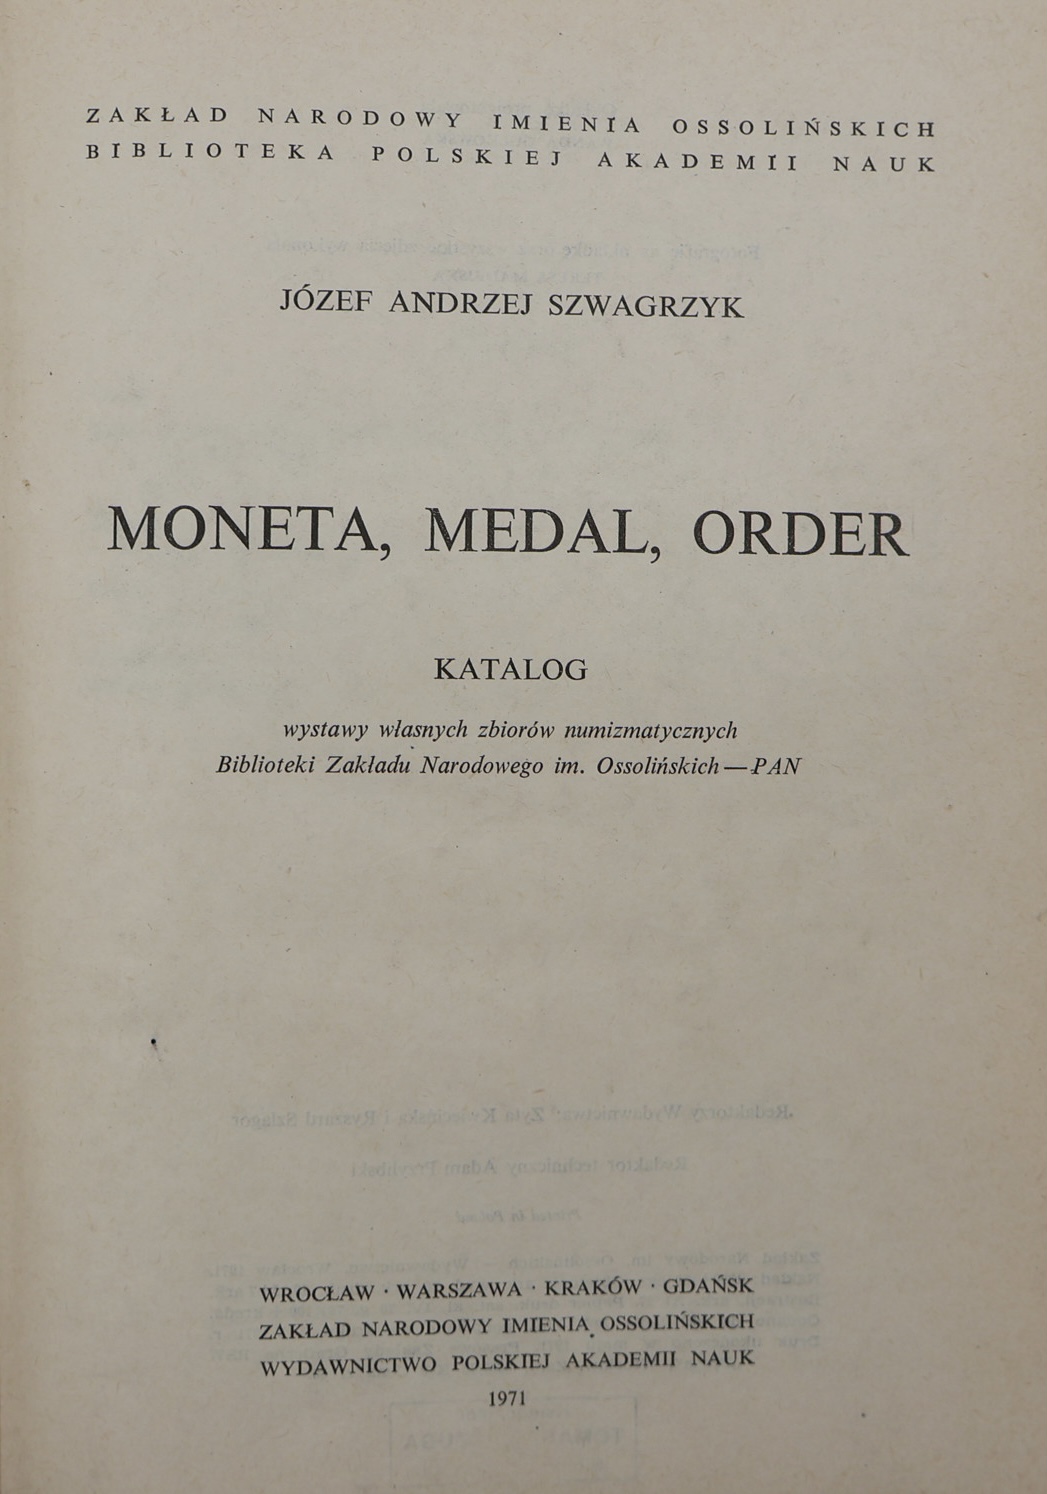 ZAKŁAD NARODOWY IMIENIA OSSOLIŃSKICH
BIBLIOTEKA POLSKIEJ AKADEMII NAUK
JÓZEF ANDRZEJ SZWAGRZYK
MONETA, MEDAL, ORDER
KATALOG
wystawy własnych zbiorów numizmatycznych
Biblioteki Zakładu Narodowego im. Ossolińskich—PAN
WROCŁAW · WARSZAWA · KRAKÓW · GDAŃSK
ZAKŁAD NARODOWY IMIENIA OSSOLIŃSKICH
WYDAWNICTWO POLSKIEJ AKADEMII NAUK
1971